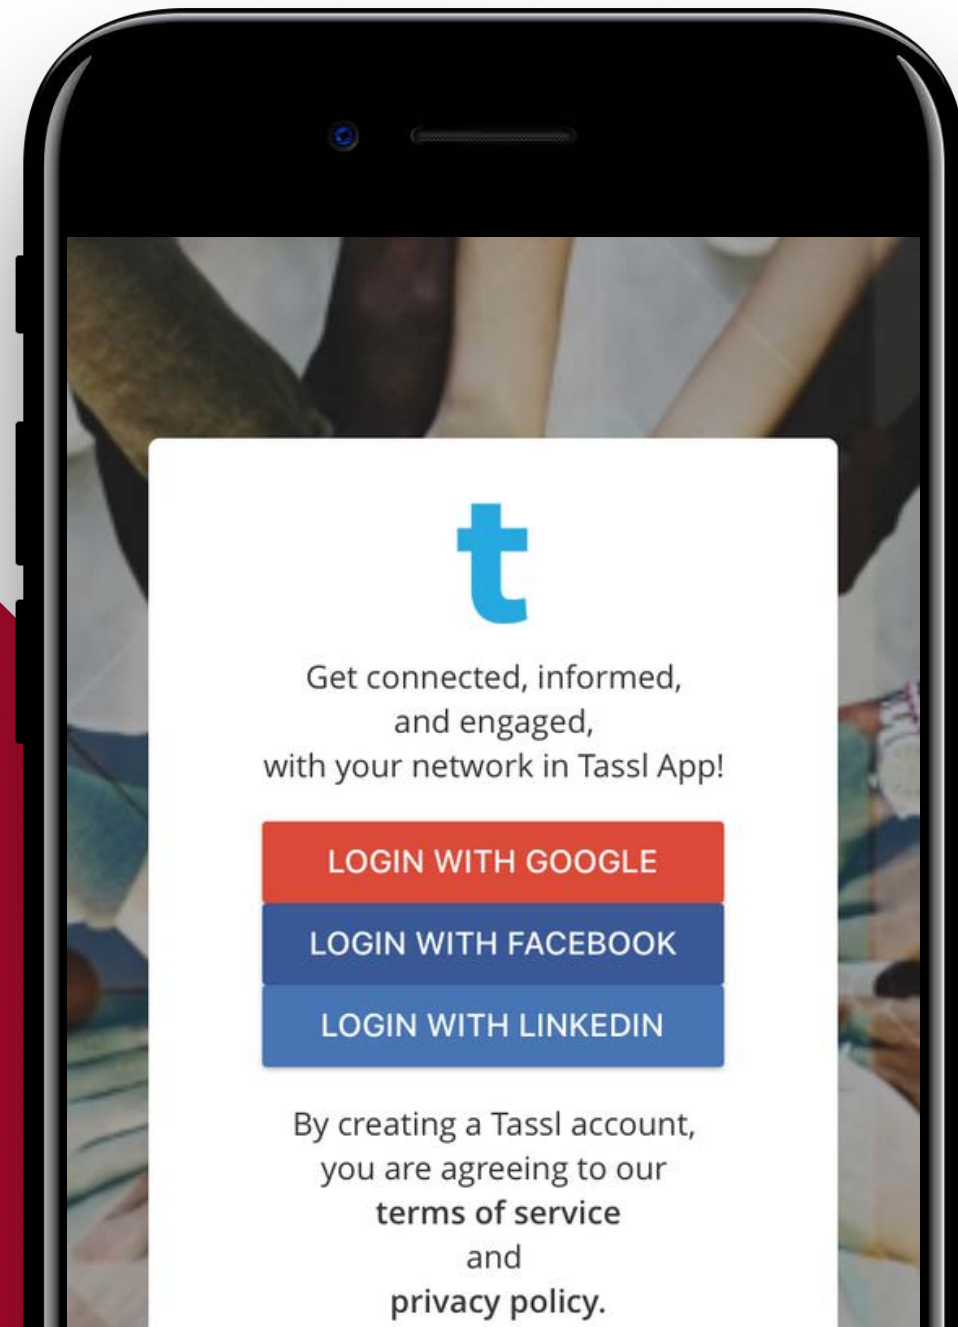 t
Get connected, informed,
and engaged,
with your network in Tassl App!
LOGIN WITH GOOGLE
LOGIN WITH FACEBOOK
LOGIN WITH LINKEDIN
By creating a Tassl account,
you are agreeing to our
terms of service
and
privacy policy.